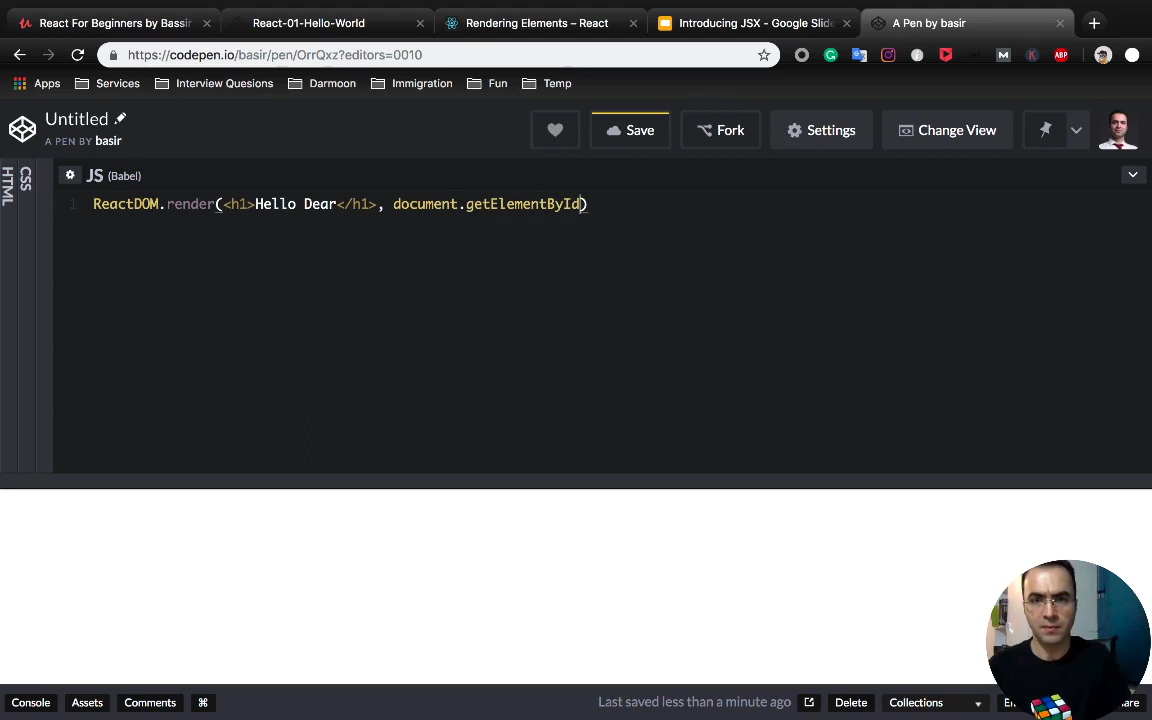 React For Beginners by Bassir
React-01-Hello-World
Rendering Elements – React
Introducing JSX - Google Slide
A Pen by basir
https://codepen.io/basir/pen/OrrQxz?editors=0010
Apps
Services
Interview Quesions
Darmoon
Immigration
Fun
Temp
Untitled
A PEN BY basir
Save
Fork
Settings
Change View
HTML
CSS
JS (Babel)
1 ReactDOM.render(<h1>Hello Dear</h1>, document.getElementById)
Console
Assets
Comments
⌘
Last saved less than a minute ago
Delete
Collections